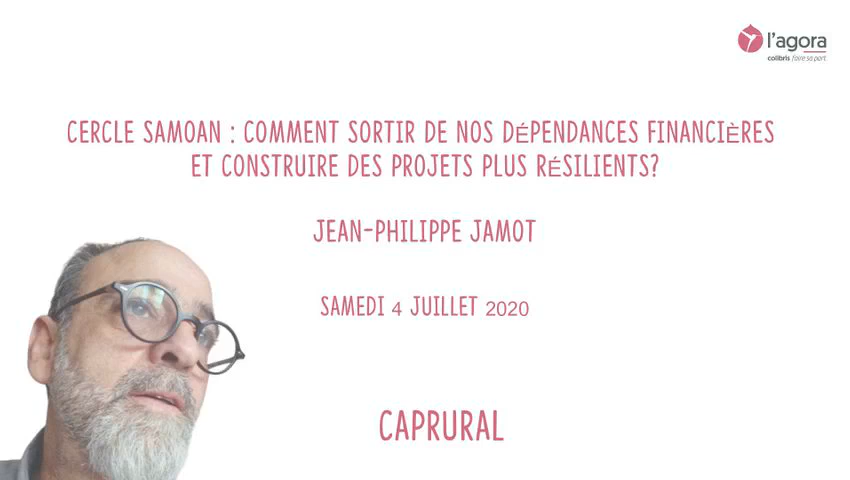 l'agora
colibris faire sa part
CERCLE SAMOAN : COMMENT SORTIR DE NOS DÉPENDANCES FINANCIÈRES
ET CONSTRUIRE DES PROJETS PLUS RÉSILIENTS?
JEAN-PHILIPPE JAMOT
SAMEDI 4 JUILLET 2020
CAPRURAL